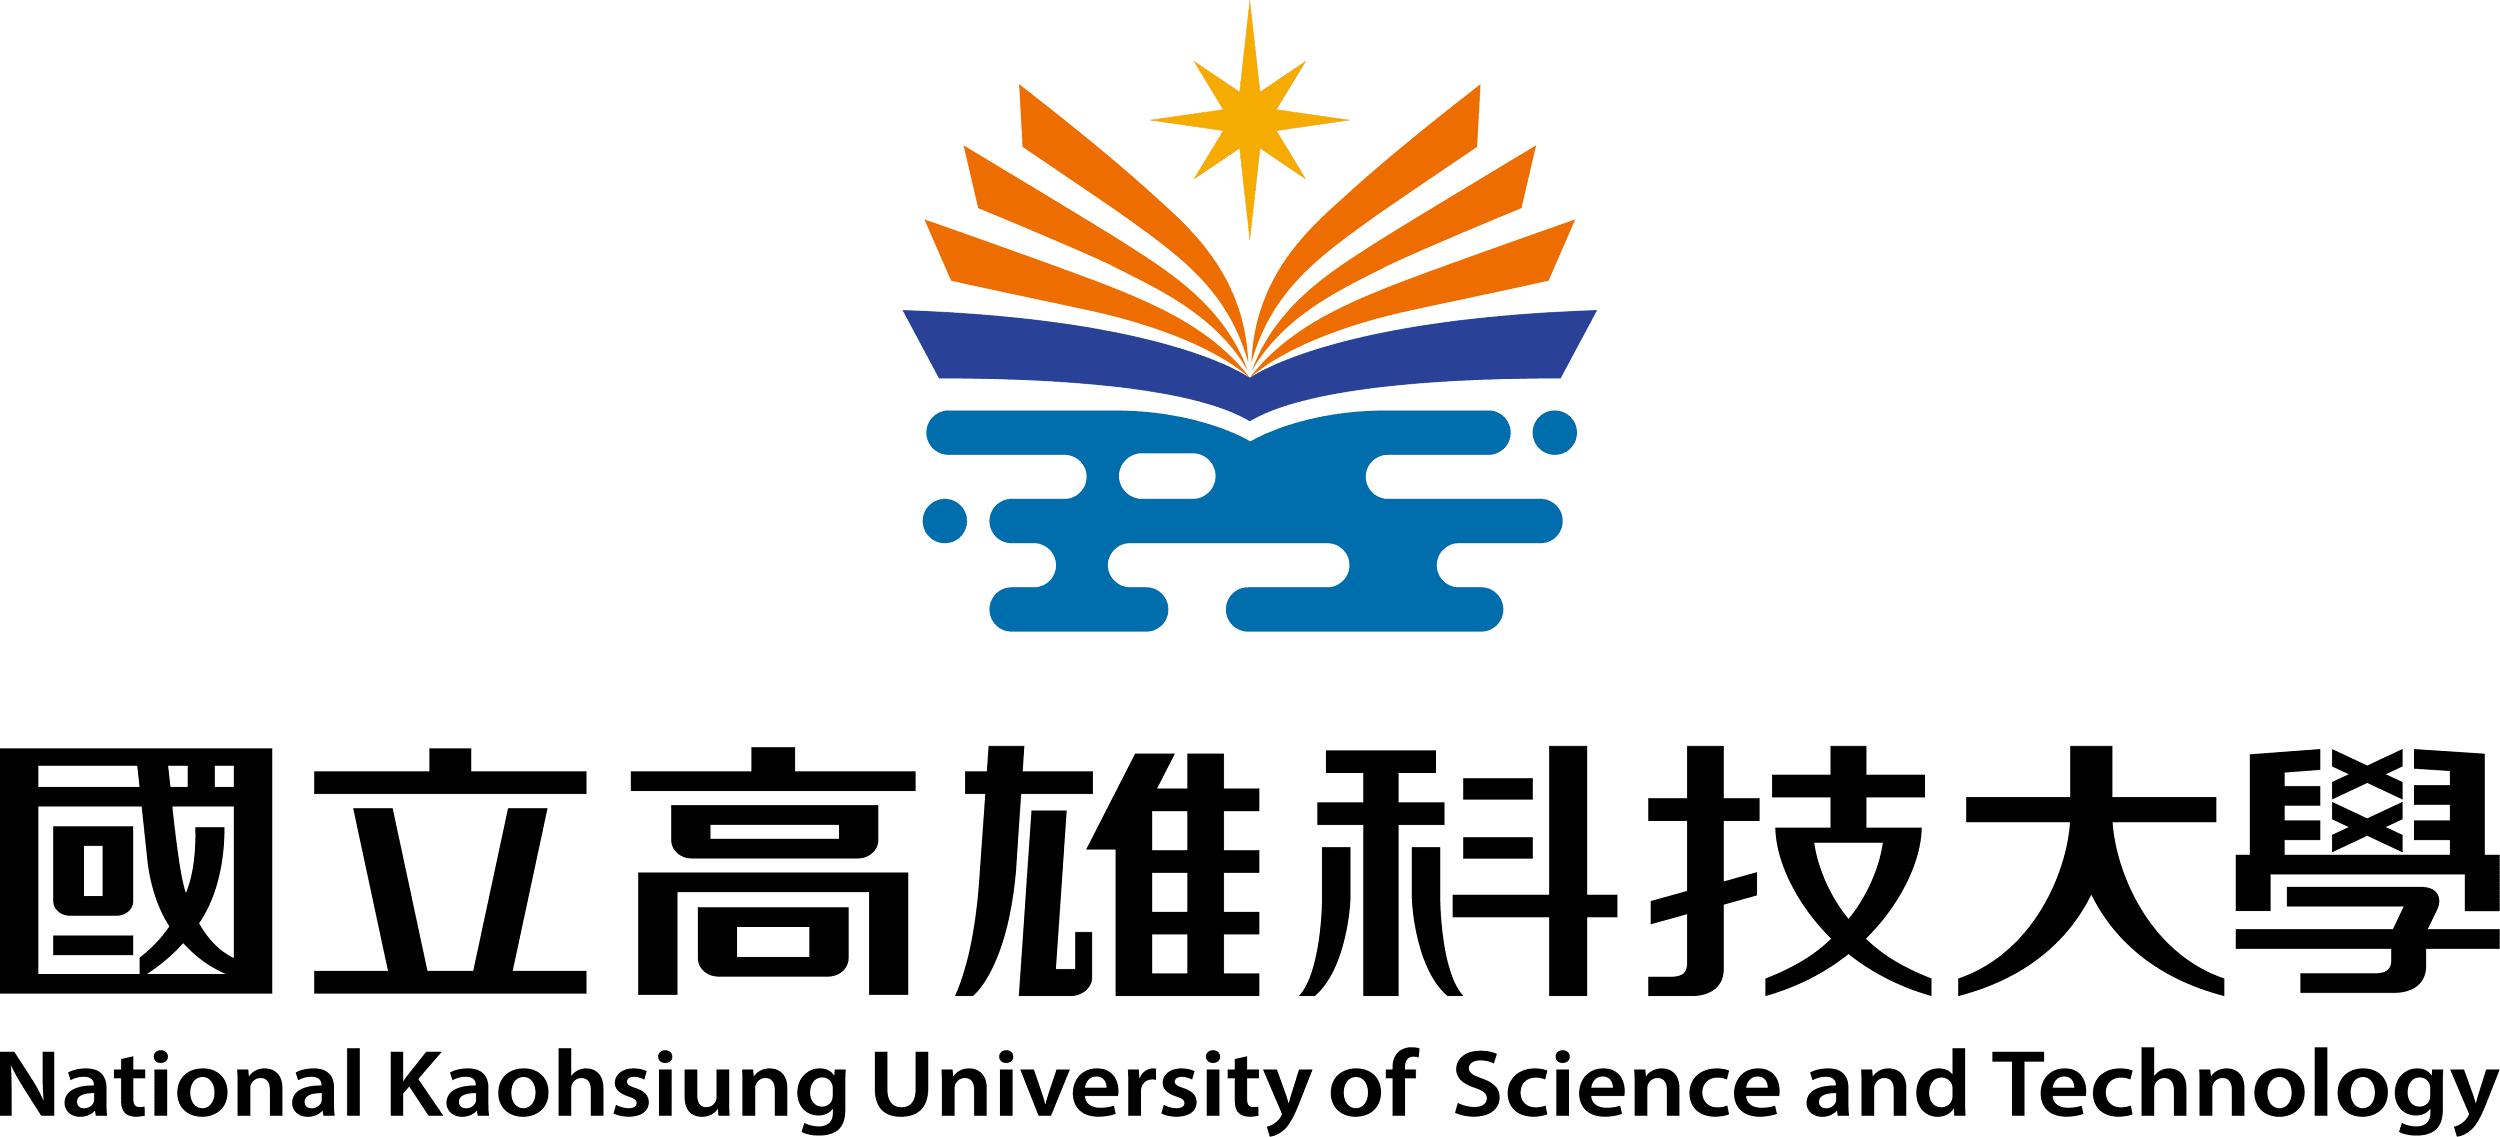 國立高雄科技大學
National Kaohsiung University of Science and Technology